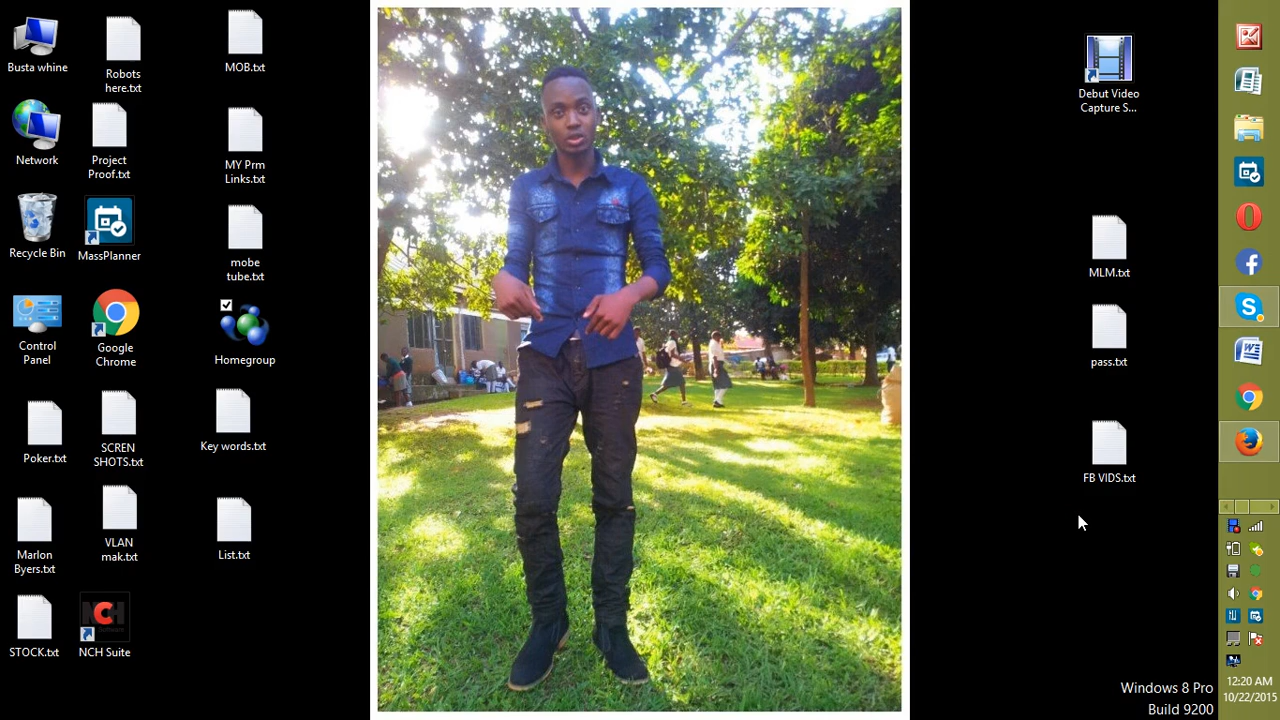 Busta whine
Robots
here.txt
MOB.txt
Network
Project
Proof.txt
MY Prm
Links.txt
Recycle Bin
MassPlanner
mobe
tube.txt
Control
Panel
Google
Chrome
Homegroup
Poker.txt
SCREN
SHOTS.txt
Key words.txt
Marlon
Byers.txt
VLAN
mak.txt
List.txt
STOCK.txt
NCH
NCH Suite
Debut Video
Capture S...
MLM.txt
pass.txt
FB VIDS.txt
Windows 8 Pro
Build 9200
12:20 AM
10/22/2015